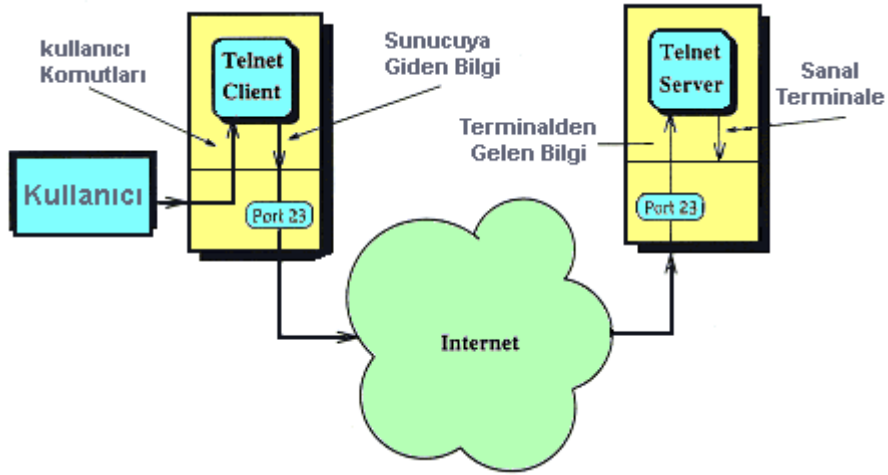 kullanıcı
Komutları
Telnet
Client
Sunucuya
Giden Bilgi
Telnet
Server
Sanal
Terminale
Terminalden
Gelen Bilgi
Kullanıcı
Port 23
Port 23
Internet